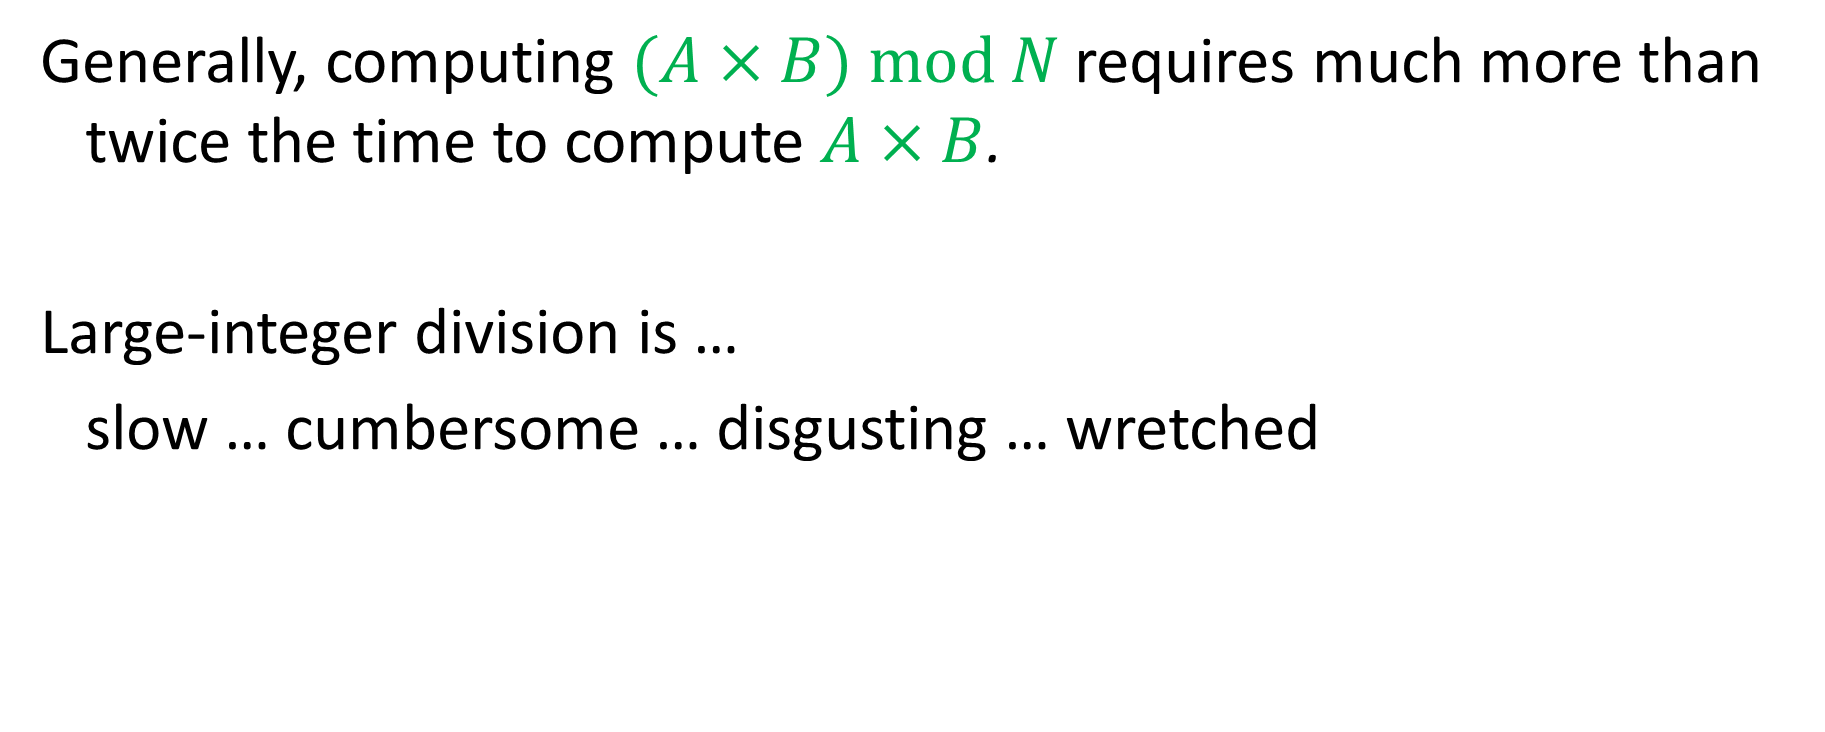 Generally, computing (A × B) mod N requires much more than
twice the time to compute A × B.
Large-integer division is …
slow … cumbersome … disgusting … wretched